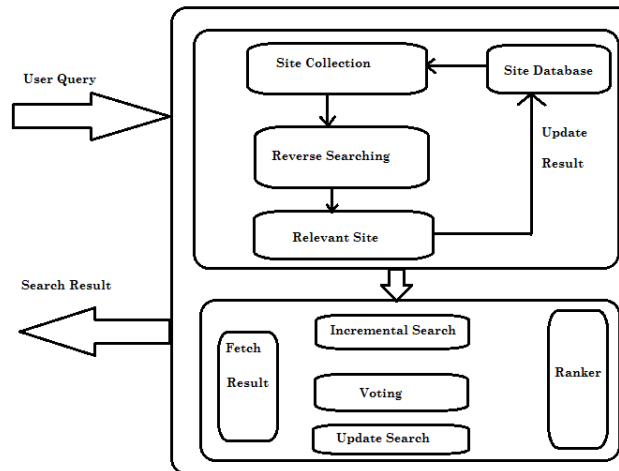 User Query
Site Collection
Site Database
Reverse Searching
Update
Result
Relevant Site
Search Result
Incremental Search
Fetch
Result
Ranker
Voting
Update Search